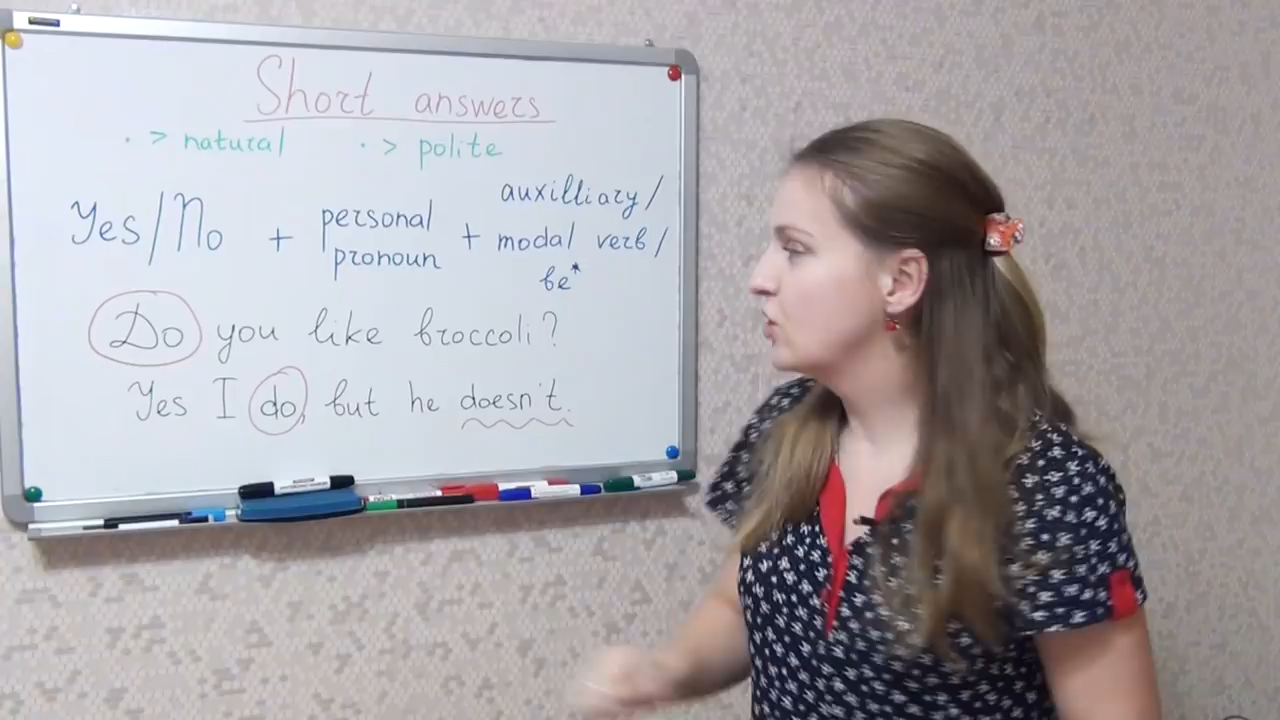 Short answers
· > natural · > polite
Yes/No + personal pronoun + auxilliary/ modal verb/ be*
Do you like broccoli?
Yes I do, but he doesn't.